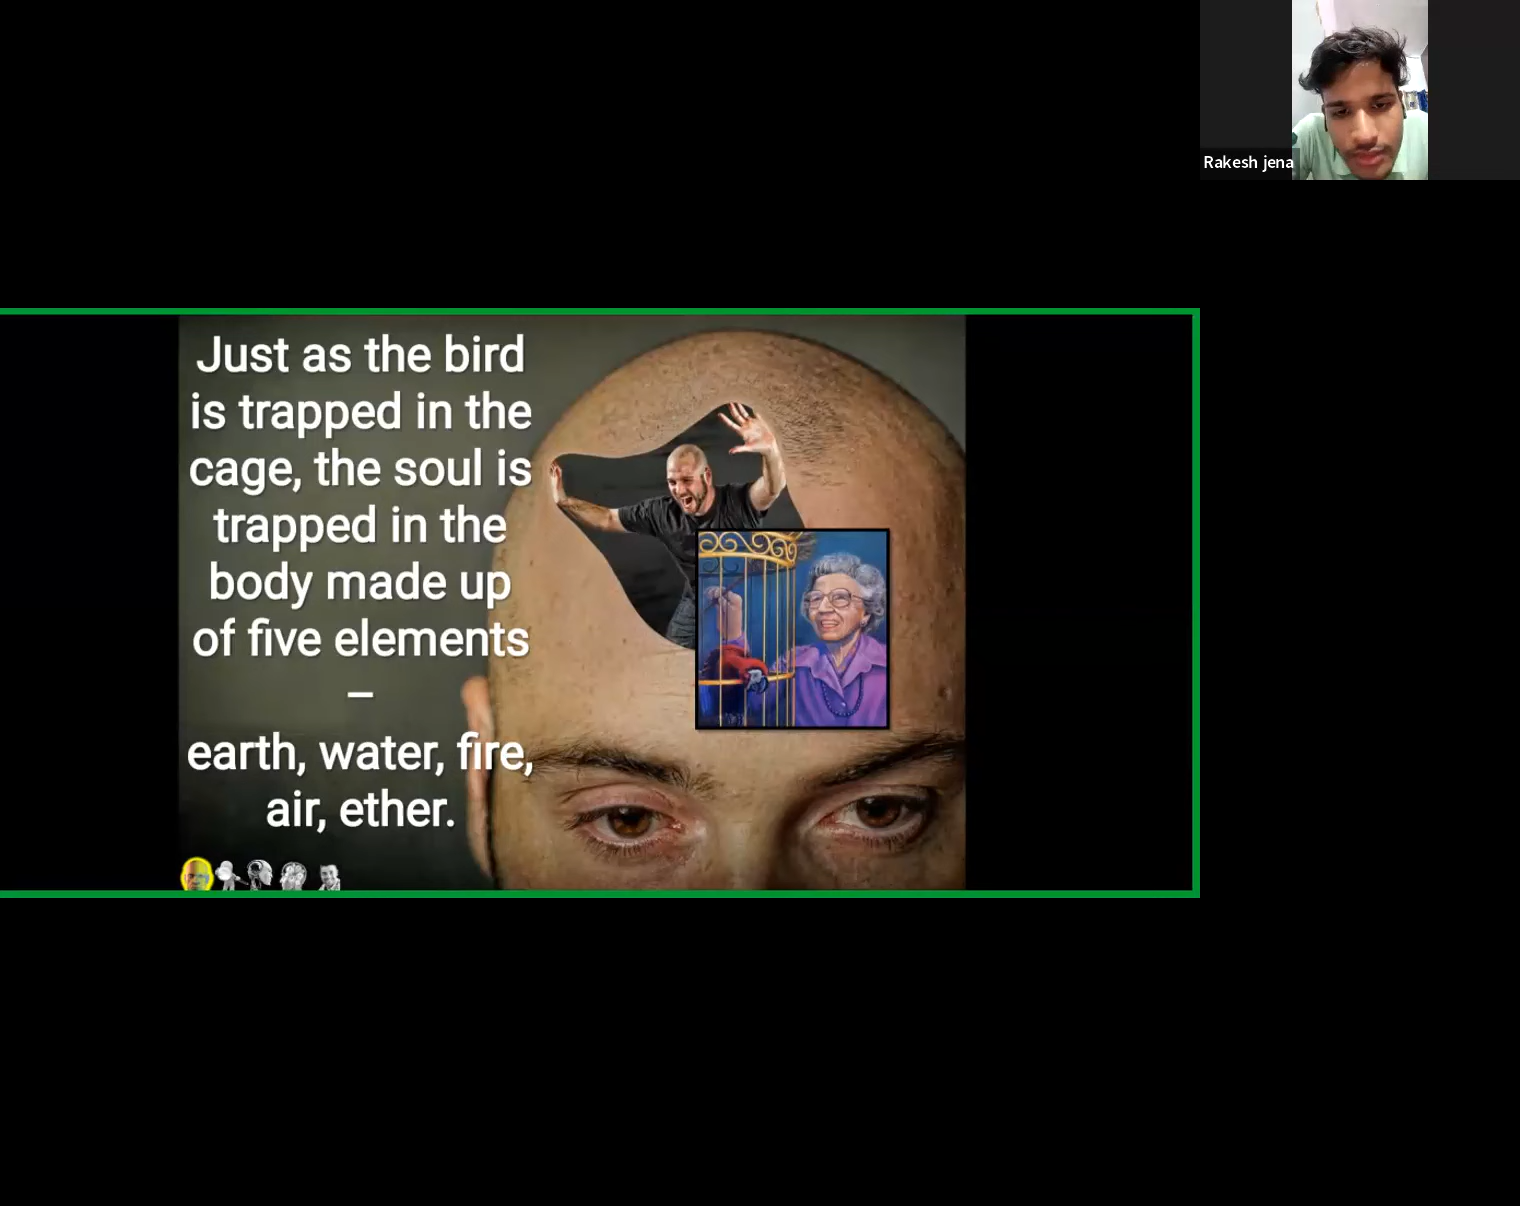 Rakesh jena
Just as the bird
is trapped in the
cage, the soul is
trapped in the
body made up
of five elements
–
earth, water, fire,
air, ether.